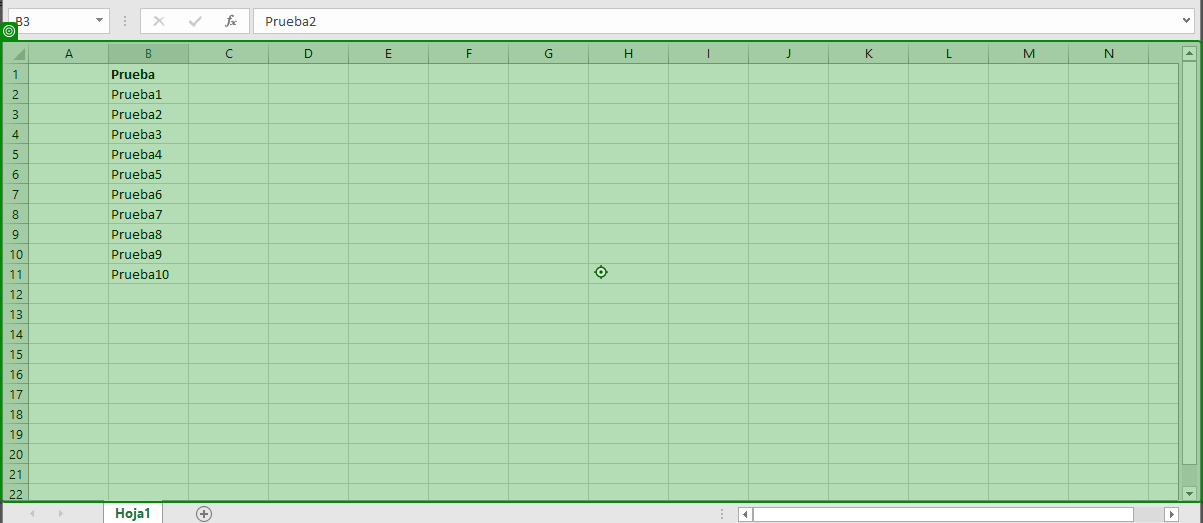 B3 fx Prueba2
A B C D E F G H I J K L M N
1 Prueba
2 Prueba1
3 Prueba2
4 Prueba3
5 Prueba4
6 Prueba5
7 Prueba6
8 Prueba7
9 Prueba8
10 Prueba9
11 Prueba10
12
13
14
15
16
17
18
19
20
21
22
Hoja1